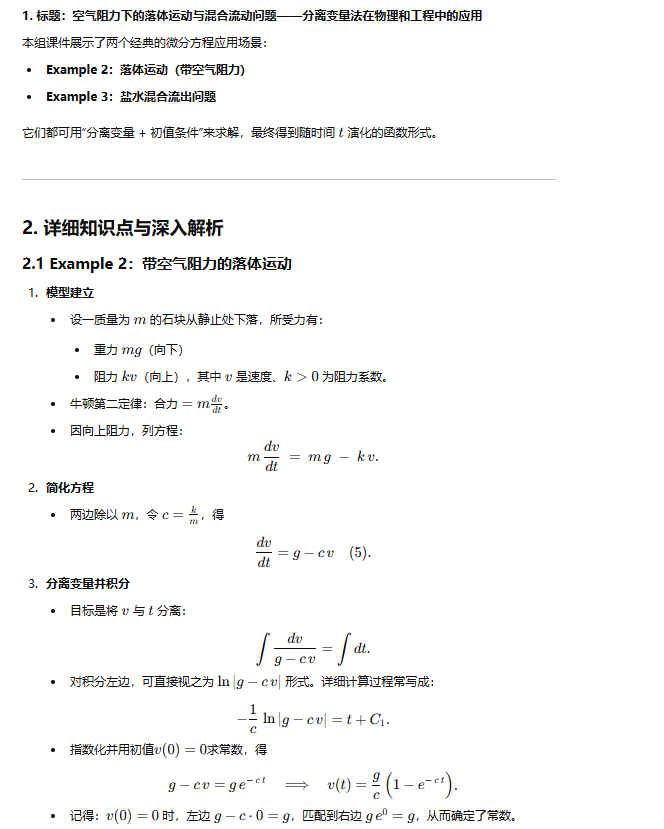 1. 标题：空气阻力下的落体运动与混合流动问题——分离变量法在物理和工程中的应用
本组课件展示了两个经典的微分方程应用场景：
• Example 2：落体运动（带空气阻力）
• Example 3：盐水混合流出问题
它们都可用“分离变量 + 初值条件”来求解，最终得到随时间 t 演化的函数形式。
2. 详细知识点与深入解析
2.1 Example 2：带空气阻力的落体运动
1. 模型建立
• 设一质量为 m 的石块从静止处下落，所受力有：
• 重力 mg（向下）
• 阻力 kv（向上），其中 v 是速度、k > 0 为阻力系数。
• 牛顿第二定律：合力 = m dv/dt。
• 因向上阻力，列方程：
m dv/dt = mg − kv.
2. 简化方程
• 两边除以 m，令 c = k/m，得
dv/dt = g − cv (5).
3. 分离变量并积分
• 目标是将 v 与 t 分离：
∫ dv/(g − cv) = ∫ dt.
• 对积分左边，可直接视之为 ln |g − cv| 形式。详细计算过程常写成：
−1/c ln |g − cv| = t + C₁.
• 指数化并用初值v(0) = 0求常数，得
g − cv = g e^{−ct} ⟹ v(t) = g/c (1 − e^{−ct}).
• 记得：v(0) = 0 时，左边 g − c · 0 = g，匹配到右边 g e⁰ = g，从而确定了常数。